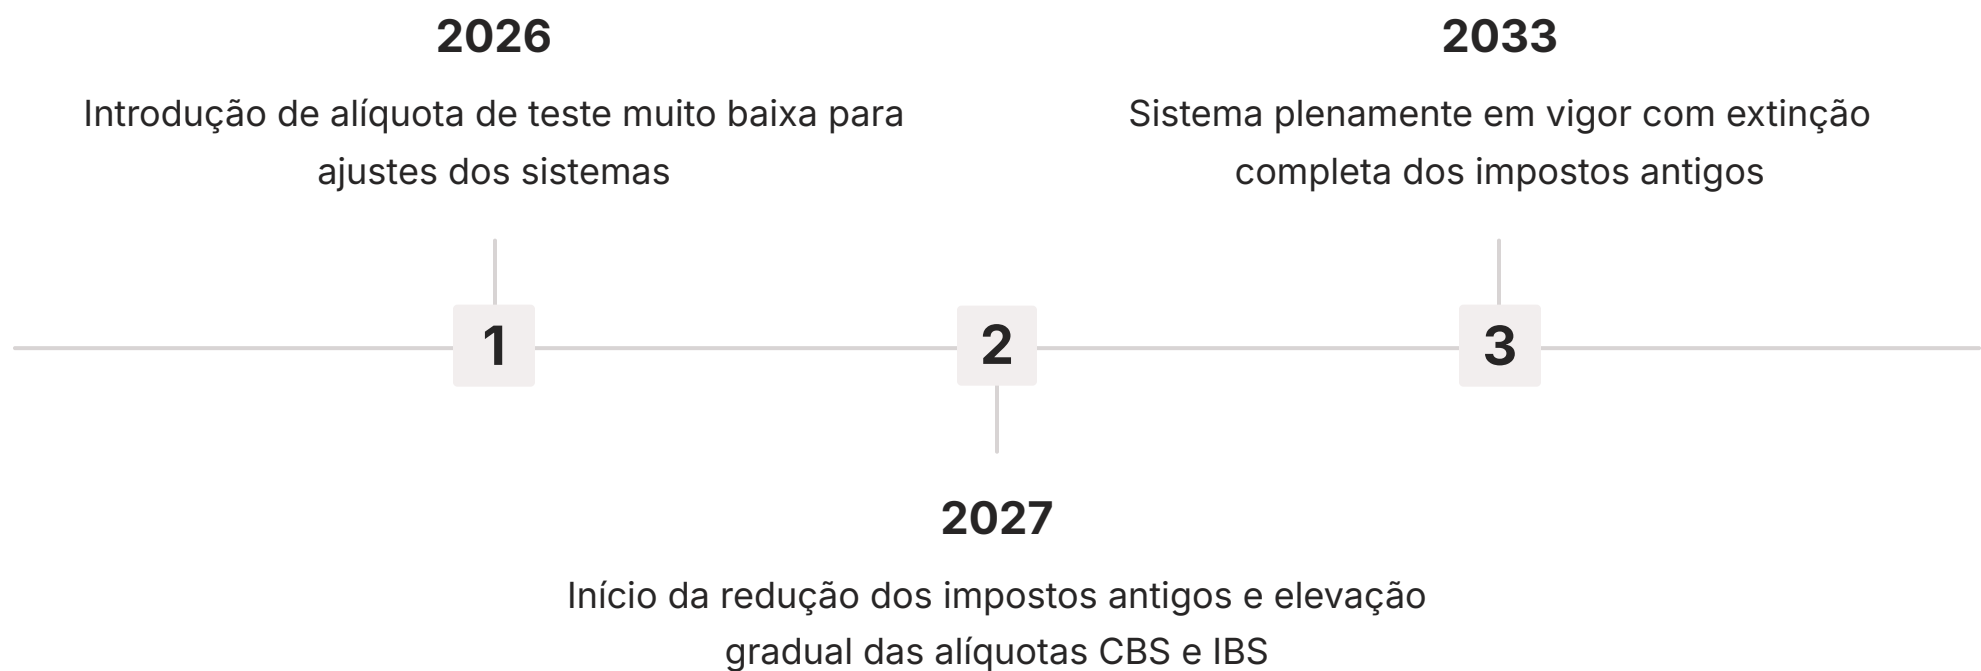 2026
Introdução de alíquota de teste muito baixa para
ajustes dos sistemas
2033
Sistema plenamente em vigor com extinção
completa dos impostos antigos
1
2
3
2027
Início da redução dos impostos antigos e elevação
gradual das alíquotas CBS e IBS